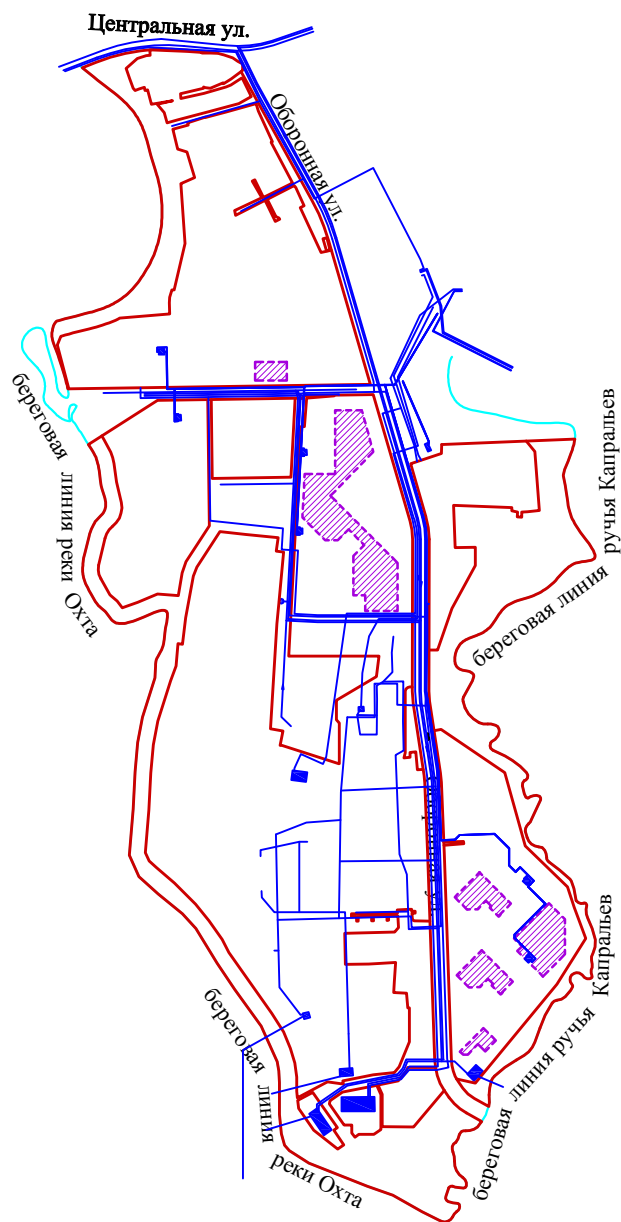 Центральная ул.
Оборонная ул.
береговая линия реки Охта
береговая линия ручья Капральев
береговая линия реки Охта
береговая линия ручья Капральев